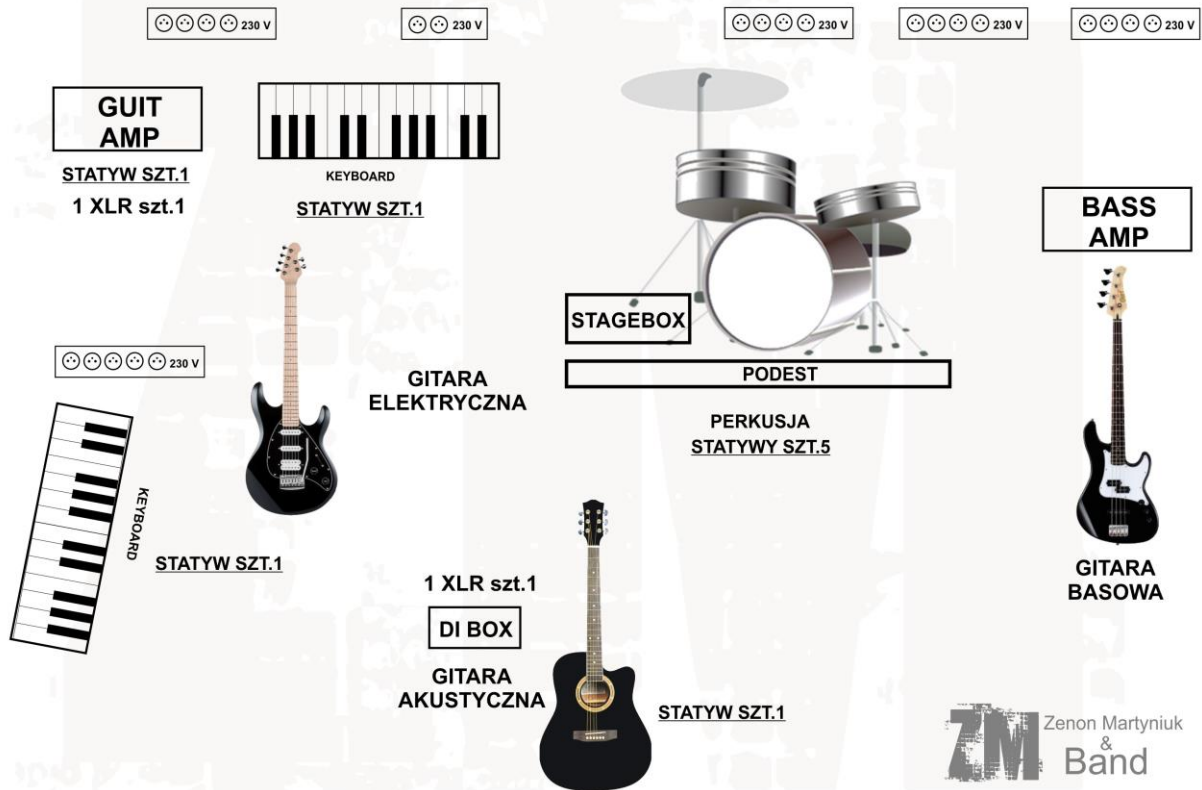 230 V
230 V
230 V
230 V
230 V
GUIT
AMP
STATYW SZT.1
1 XLR szt.1
KEYBOARD
STATYW SZT.1
BASS
AMP
STAGEBOX
PODEST
PERKUSJA
STATYWY SZT.5
230 V
GITARA
ELEKTRYCZNA
KEYBOARD
STATYW SZT.1
1 XLR szt.1
DI BOX
GITARA
AKUSTYCZNA
STATYW SZT.1
GITARA
BASOWA
ZM Zenon Martyniuk
&
Band